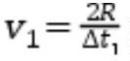 v₁ = 2R/Δt₁